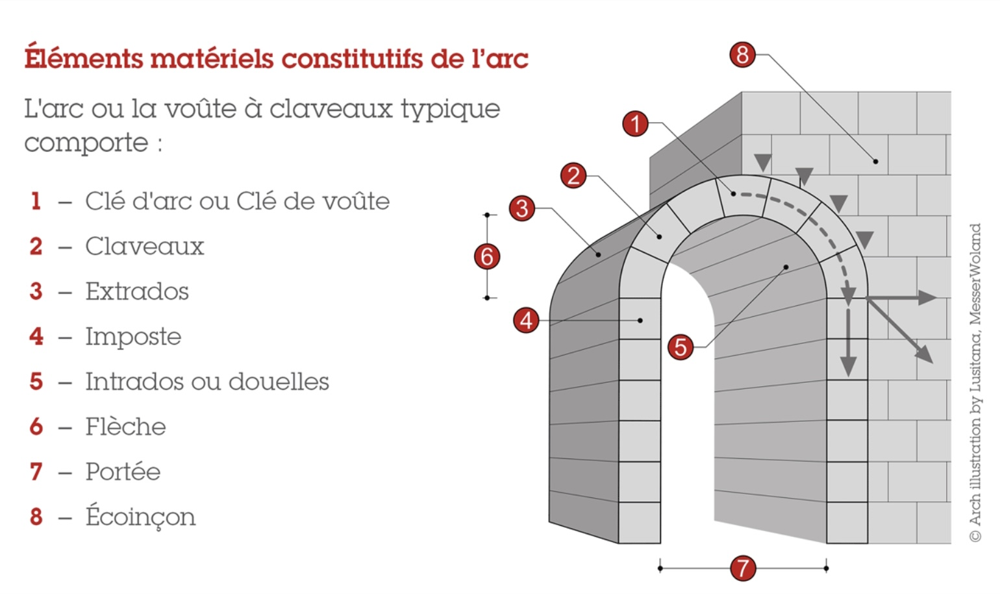 Éléments matériels constitutifs de l’arc
L'arc ou la voûte à claveaux typique
comporte :
1 – Clé d'arc ou Clé de voûte
2 – Claveaux
3 – Extrados
4 – Imposte
5 – Intrados ou douelles
6 – Flèche
7 – Portée
8 – Écoinçon
8
1
2
3
6
4
5
7
© Arch illustration by Lusitana, MesserWoland